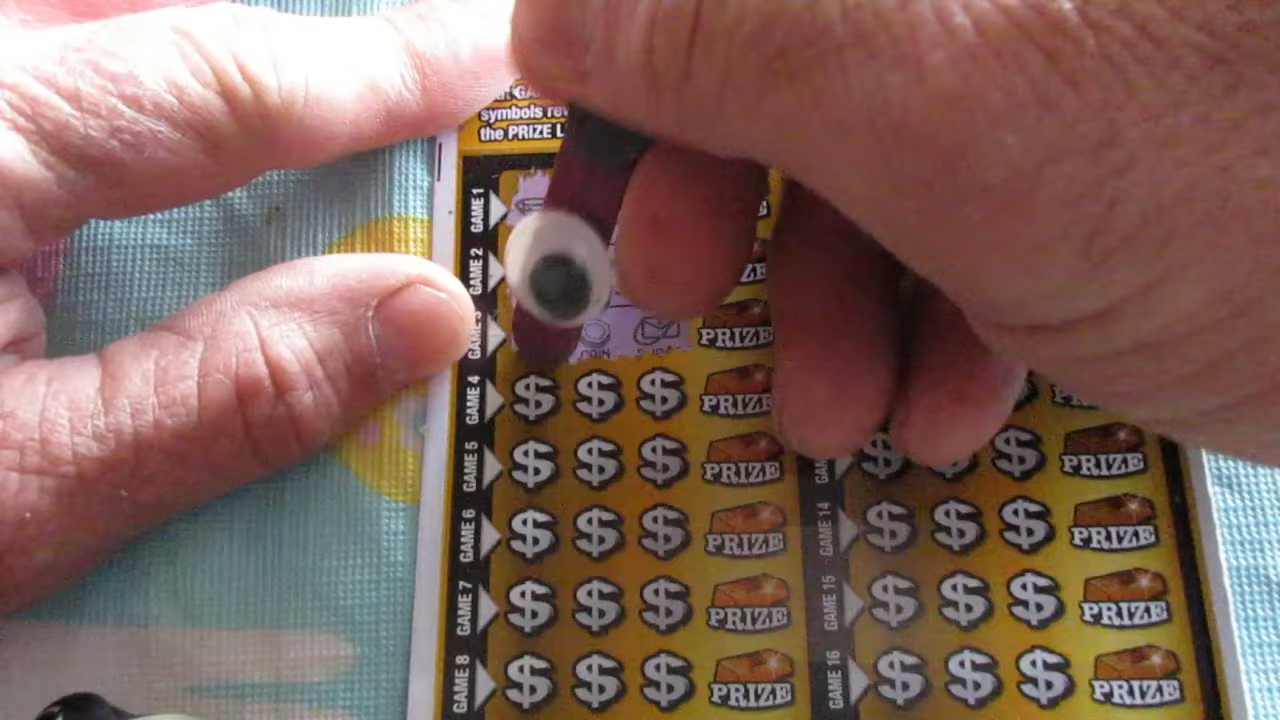 symbols
the PRIZE
GAME 1
GAME 2
GAME 3
COIN
PRIZE
GAME 4
$ $ $
PRIZE
GAME 5
$ $ $
PRIZE
GAME 6
$ $ $
PRIZE
GAME 7
$ $ $
PRIZE
GAME 8
$ $ $
PRIZE
$ $
PRIZE
GAME 14
$ $ $
PRIZE
GAME 15
$ $ $
PRIZE
GAME 16
$ $ $
PRIZE